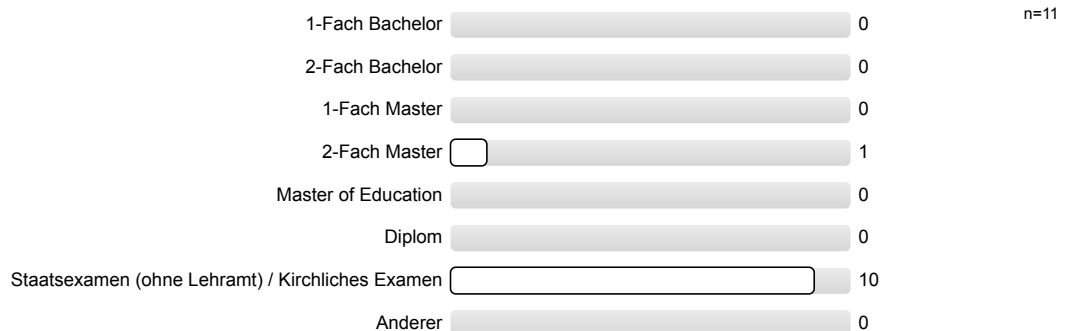 1-Fach Bachelor 0 n=11
2-Fach Bachelor 0
1-Fach Master 0
2-Fach Master 1
Master of Education 0
Diplom 0
Staatsexamen (ohne Lehramt) / Kirchliches Examen 10
Anderer 0